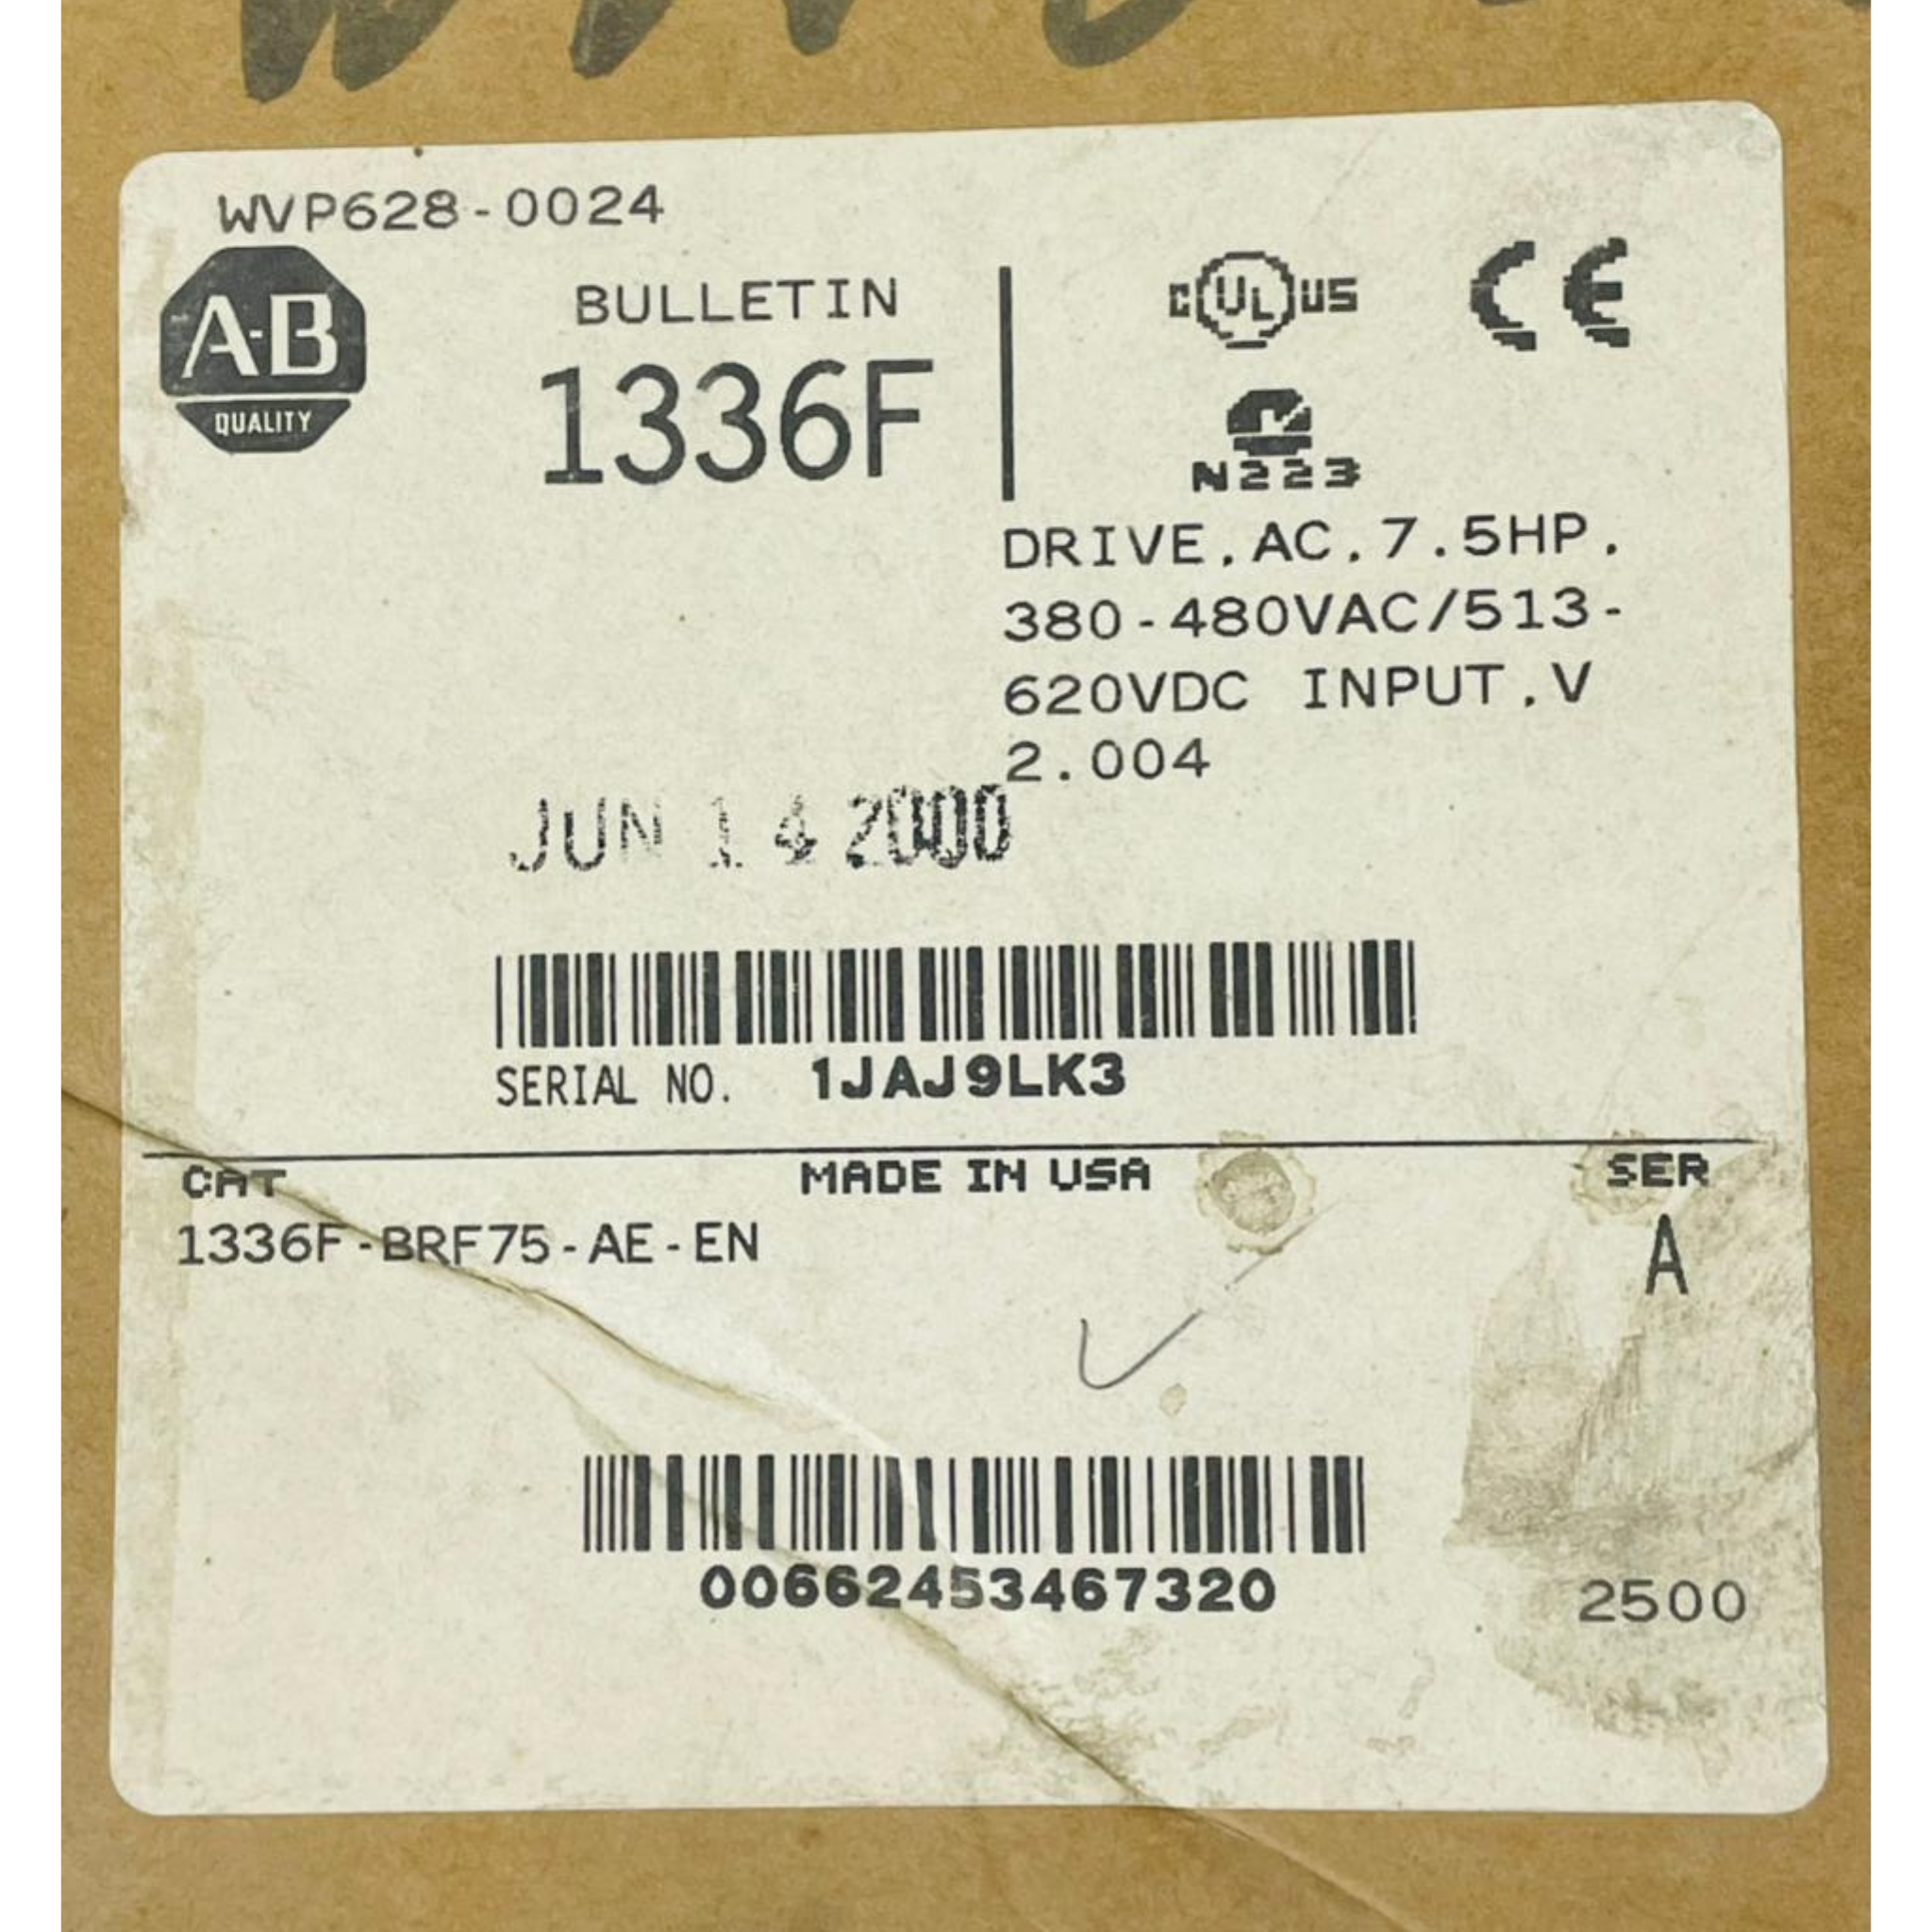 WVP628-0024
A-B
QUALITY
BULLETIN
1336F
C UL US
CE
N223
DRIVE,AC,7.5HP,
380-480VAC/513-
620VDC INPUT,V
2.004
JUN 14 2000
SERIAL NO. 1JAJ9LK3
CAT MADE IN USA SER
1336F-BRF75-AE-EN A
00662453467320
2500